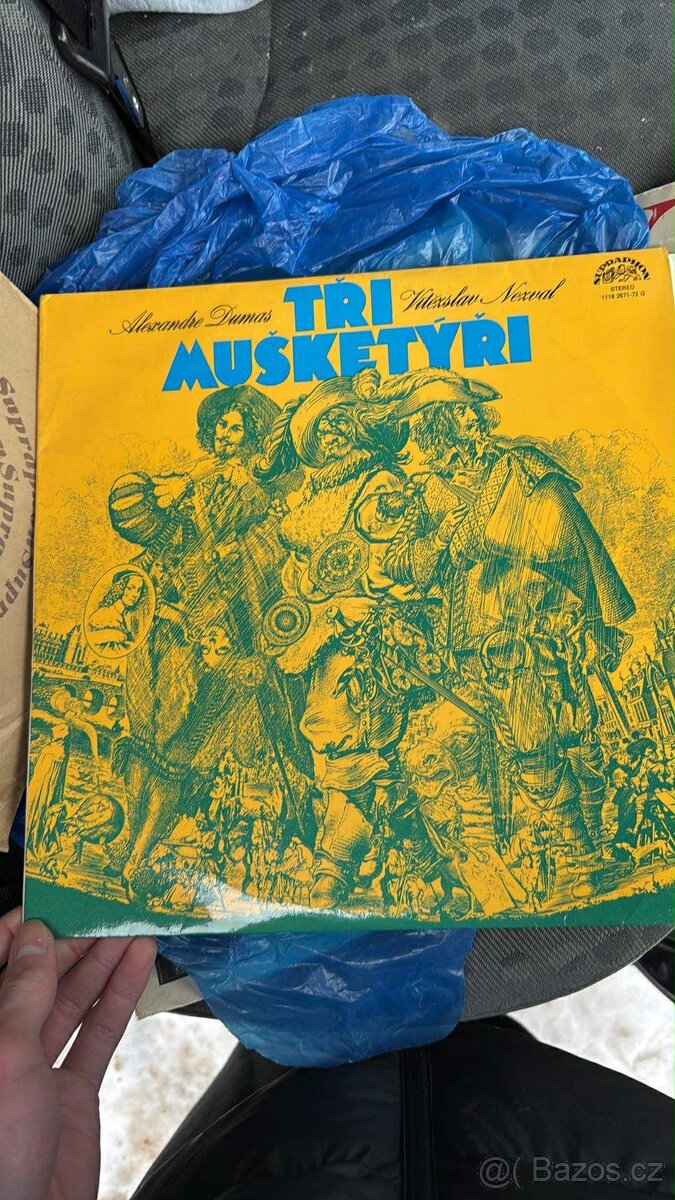 SUPRAPHON
STEREO
1118 2671-72 G
Alexandre Dumas TŘI Vítězslav Nezval
MUŠKETÝŘI
@( Bazos.cz